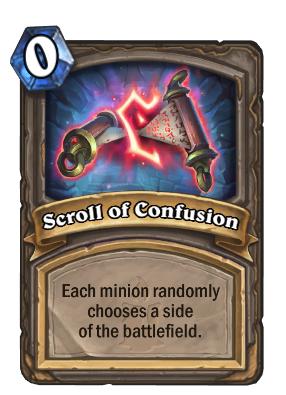 0
Scroll of Confusion
Each minion randomly
chooses a side
of the battlefield.